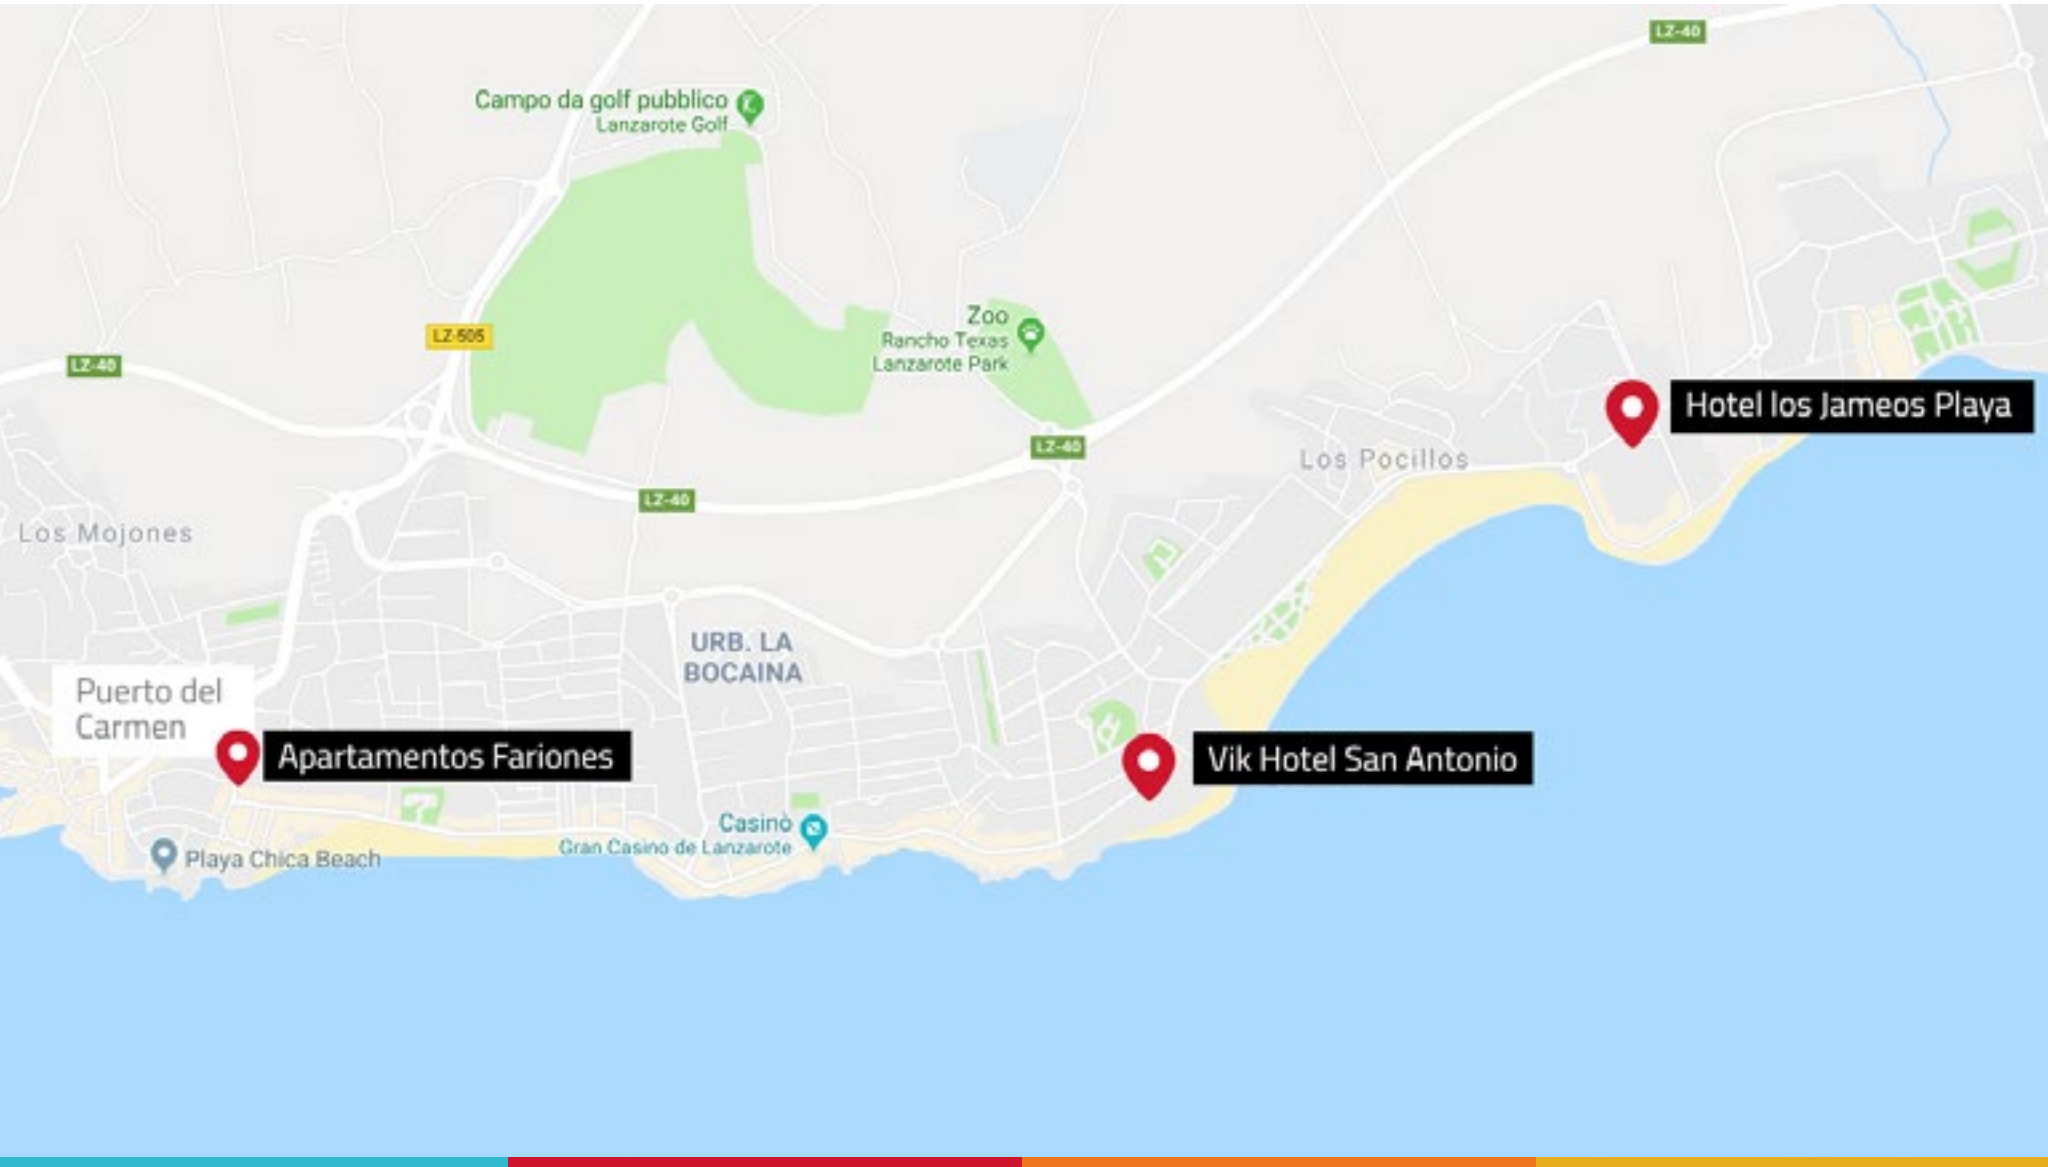 LZ-40
Campo da golf pubblico
Lanzarote Golf
Zoo
Rancho Texas
Lanzarote Park
LZ-505
LZ-40
Hotel los Jameos Playa
LZ-40
Los Pocillos
LZ-40
Los Mojones
URB. LA
BOCAINA
Puerto del
Carmen
Apartamentos Fariones
Vik Hotel San Antonio
Casinò
Gran Casino de Lanzarote
Playa Chica Beach